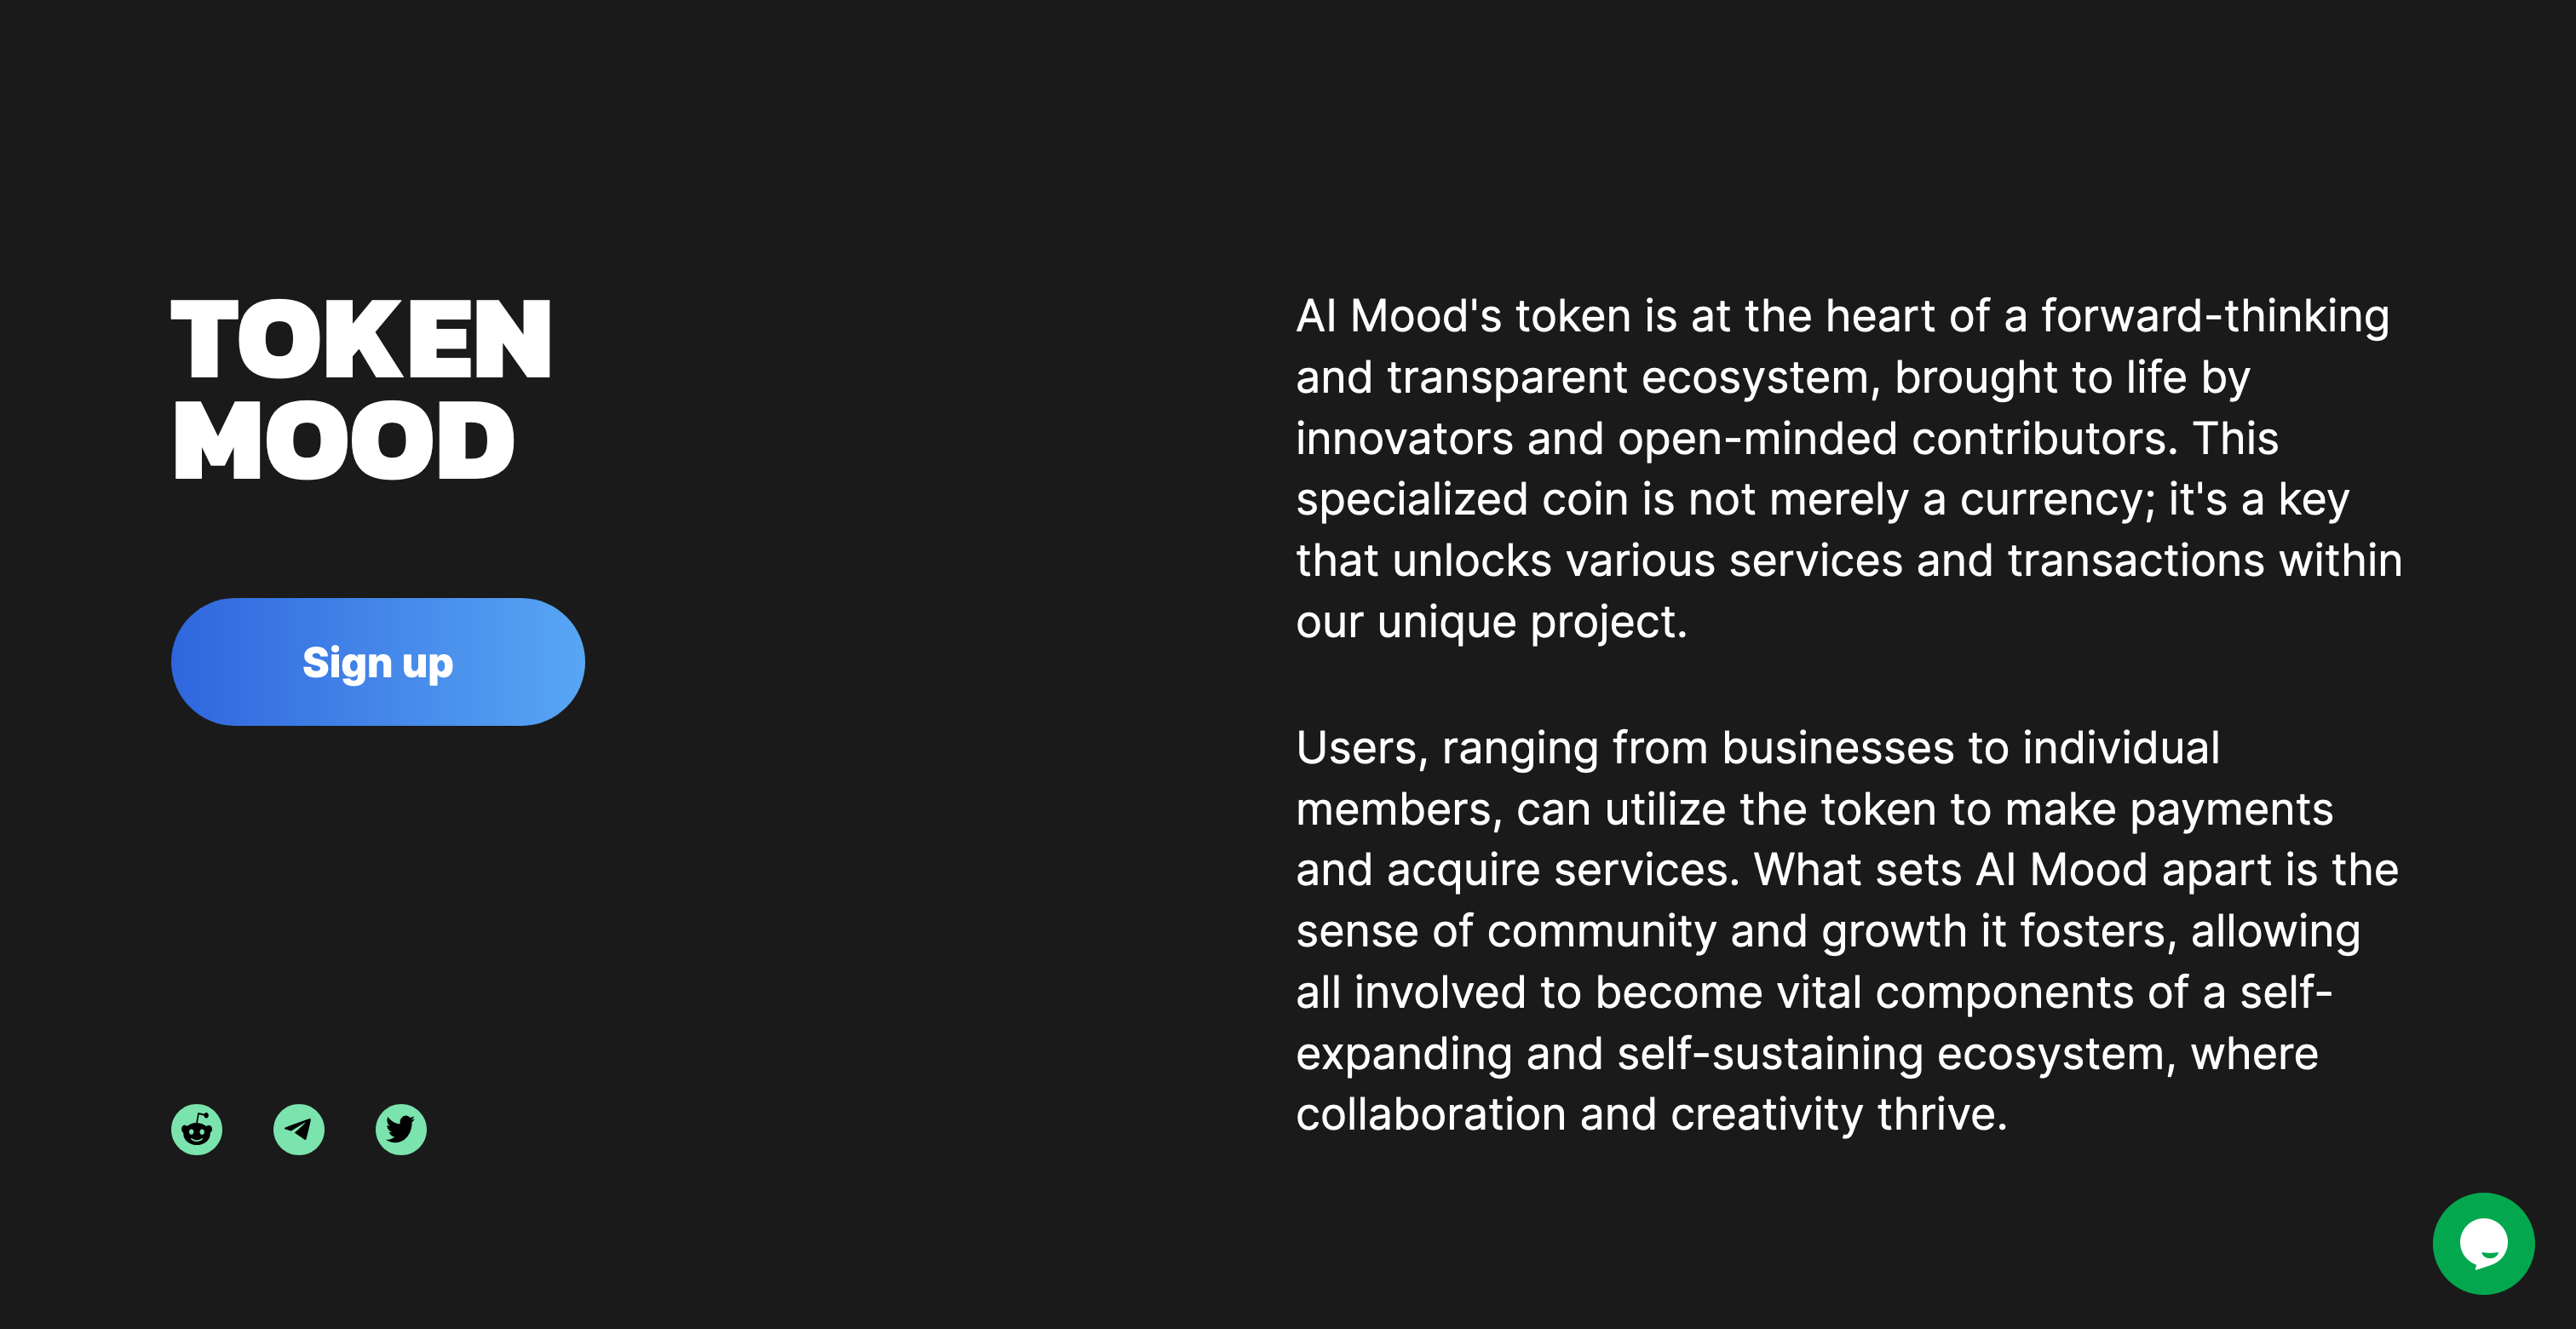 TOKEN
MOOD
Sign up
AI Mood's token is at the heart of a forward-thinking
and transparent ecosystem, brought to life by
innovators and open-minded contributors. This
specialized coin is not merely a currency; it's a key
that unlocks various services and transactions within
our unique project.
Users, ranging from businesses to individual
members, can utilize the token to make payments
and acquire services. What sets AI Mood apart is the
sense of community and growth it fosters, allowing
all involved to become vital components of a self-
expanding and self-sustaining ecosystem, where
collaboration and creativity thrive.